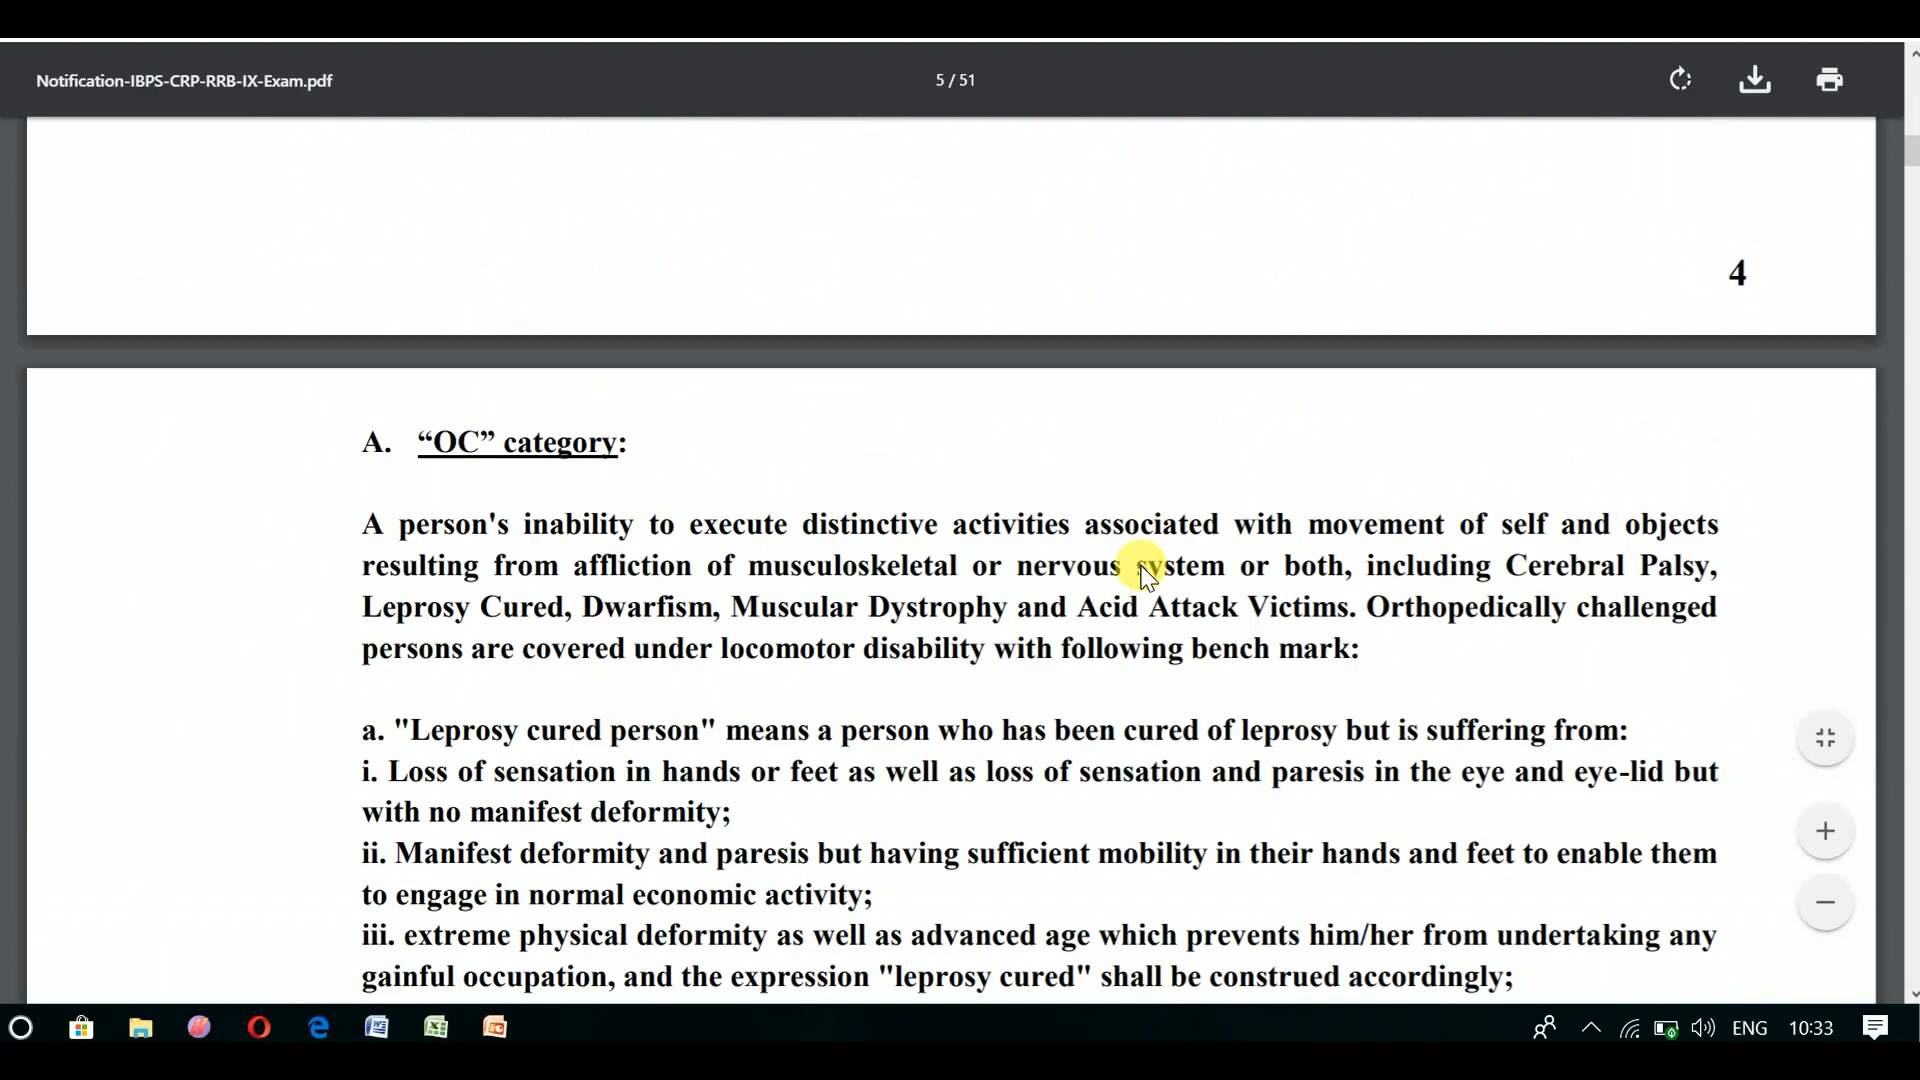 Notification-IBPS-CRP-RRB-IX-Exam.pdf
5 / 51
4
A. “OC” category:
A person's inability to execute distinctive activities associated with movement of self and objects
resulting from affliction of musculoskeletal or nervous system or both, including Cerebral Palsy,
Leprosy Cured, Dwarfism, Muscular Dystrophy and Acid Attack Victims. Orthopedically challenged
persons are covered under locomotor disability with following bench mark:
a. "Leprosy cured person" means a person who has been cured of leprosy but is suffering from:
i. Loss of sensation in hands or feet as well as loss of sensation and paresis in the eye and eye-lid but
with no manifest deformity;
ii. Manifest deformity and paresis but having sufficient mobility in their hands and feet to enable them
to engage in normal economic activity;
iii. extreme physical deformity as well as advanced age which prevents him/her from undertaking any
gainful occupation, and the expression "leprosy cured" shall be construed accordingly;
ENG
10:33